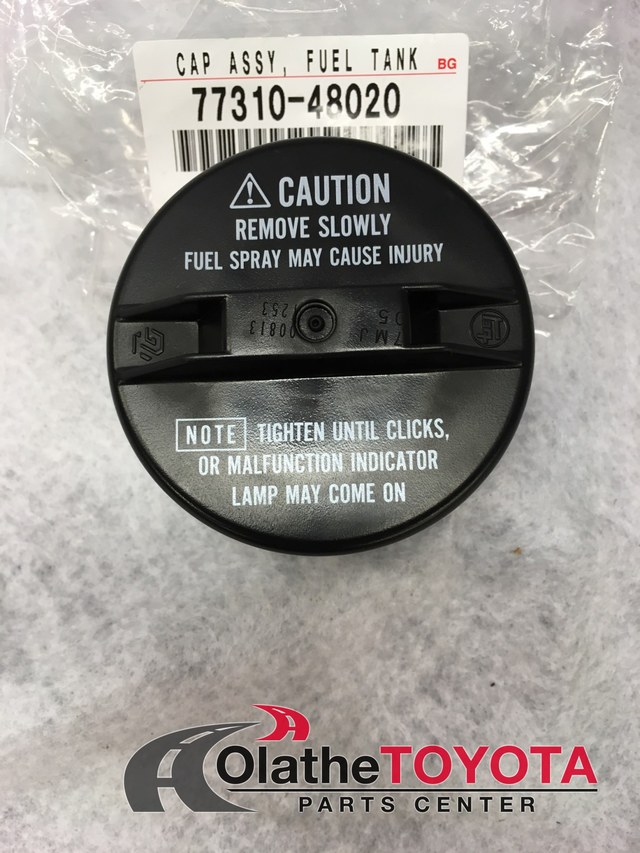 CAP ASSY, FUEL TANK BG
77310-48020
⚠ CAUTION
REMOVE SLOWLY
FUEL SPRAY MAY CAUSE INJURY
NOTE TIGHTEN UNTIL CLICKS,
OR MALFUNCTION INDICATOR
LAMP MAY COME ON
OlatheTOYOTA
PARTS CENTER